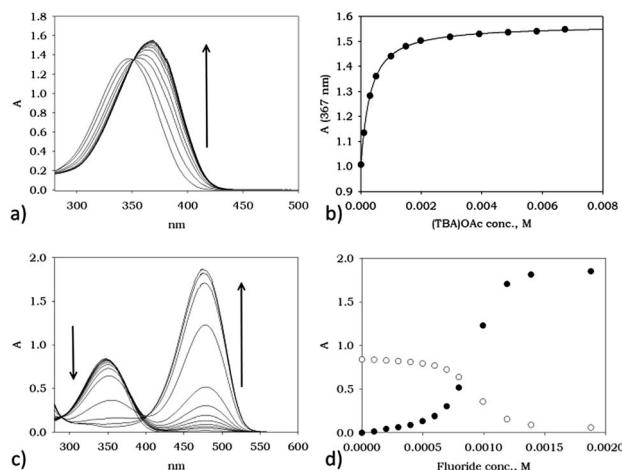 1.8
1.6
1.4
1.2
1.0
0.8
0.6
0.4
0.2
0.0
A
300 350 400 450 500
nm
a)
1.6
1.5
1.4
1.3
1.2
1.1
1.0
0.9
A (367 nm)
0.000 0.002 0.004 0.006 0.008
(TBA)OAc conc., M
b)
2.0
1.5
1.0
0.5
0.0
A
300 350 400 450 500 550 600
nm
c)
2.0
1.5
1.0
0.5
0.0
A
0.0000 0.0005 0.0010 0.0015 0.0020
Fluoride conc., M
d)